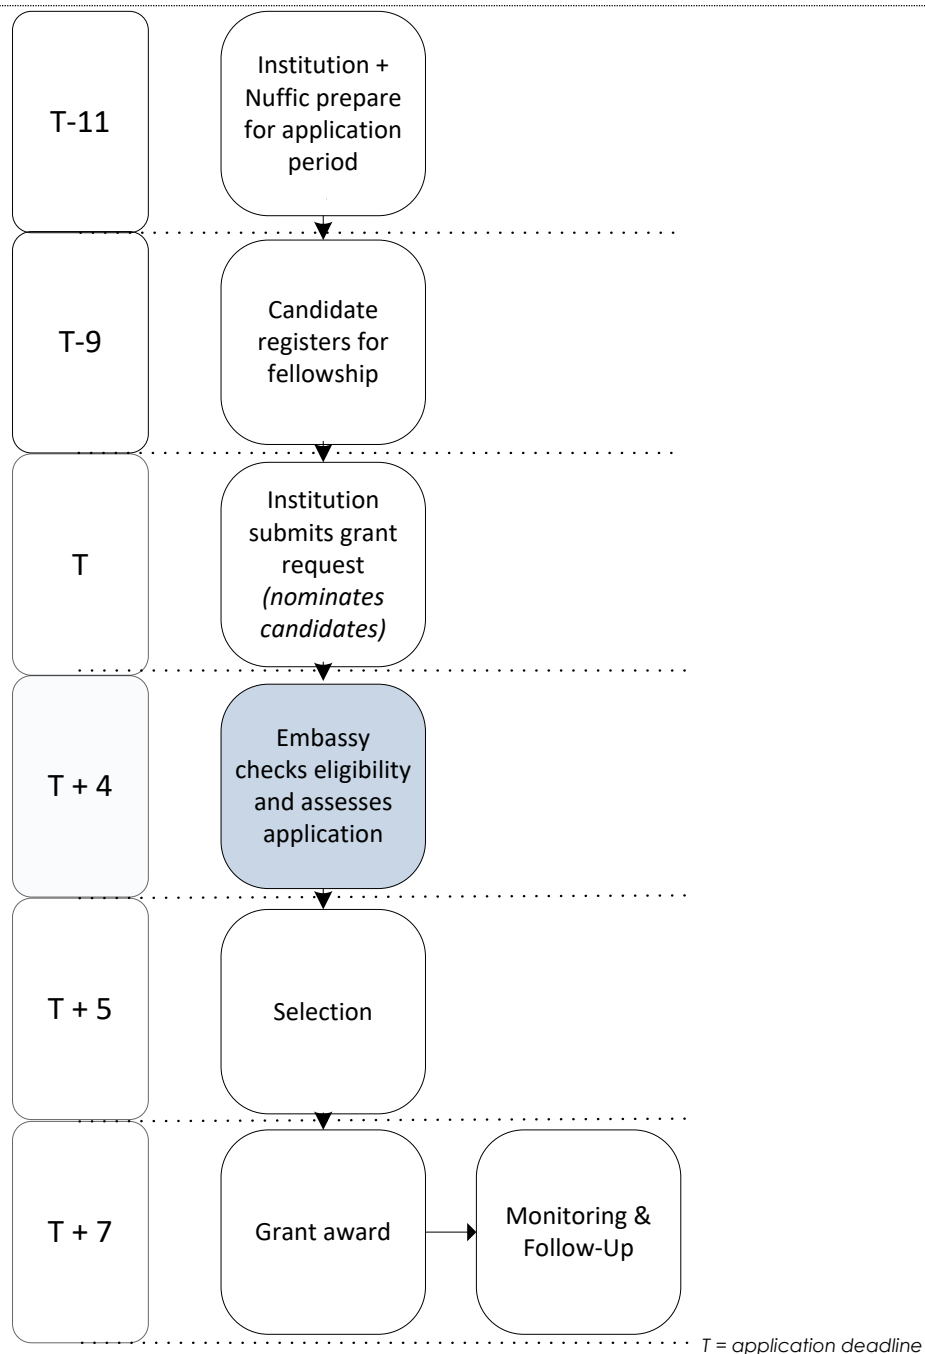 T-11
Institution +
Nuffic prepare
for application
period
T-9
Candidate
registers for
fellowship
T
Institution
submits grant
request
(nominates
candidates)
T + 4
Embassy
checks eligibility
and assesses
application
T + 5
Selection
T + 7
Grant award
Monitoring &
Follow-Up
T = application deadline